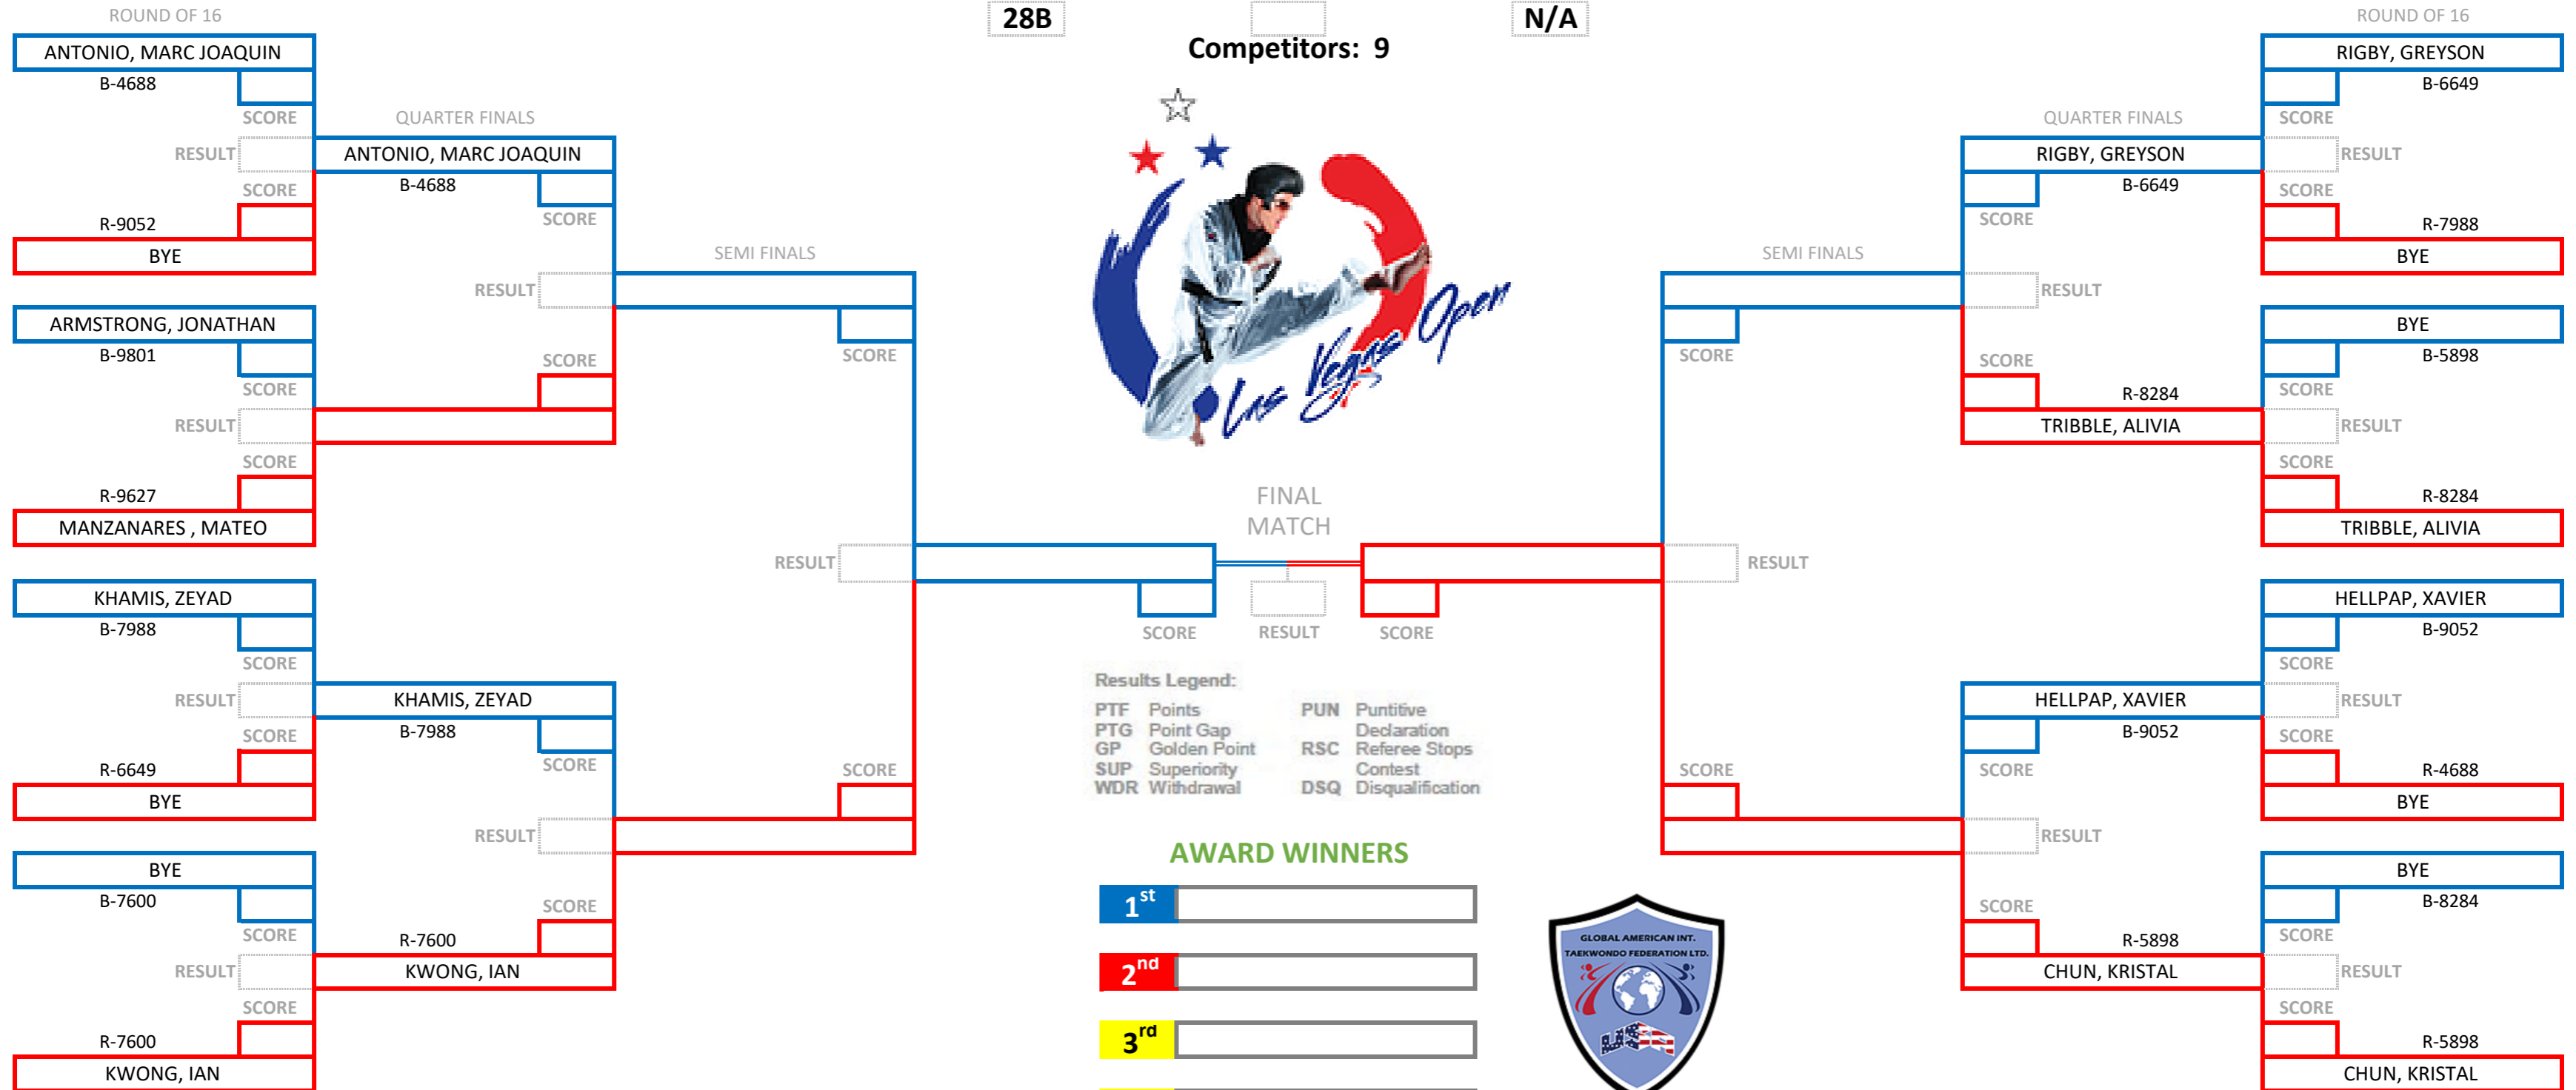 ROUND OF 16
28B
N/A
ROUND OF 16
Competitors: 9
ANTONIO, MARC JOAQUIN
B-4688
SCORE
RESULT
SCORE
R-9052
BYE
ARMSTRONG, JONATHAN
B-9801
SCORE
RESULT
SCORE
R-9627
MANZANARES , MATEO
KHAMIS, ZEYAD
B-7988
SCORE
RESULT
SCORE
R-6649
BYE
BYE
B-7600
SCORE
RESULT
SCORE
R-7600
KWONG, IAN
QUARTER FINALS
ANTONIO, MARC JOAQUIN
B-4688
SCORE
RESULT
SCORE
KHAMIS, ZEYAD
B-7988
SCORE
RESULT
SCORE
R-7600
KWONG, IAN
SEMI FINALS
SCORE
RESULT
SCORE
Las Vegas Open
FINAL
MATCH
SCORE
RESULT
SCORE
Results Legend:
PTF Points
PTG Point Gap
GP Golden Point
SUP Superiority
WDR Withdrawal
PUN Puntitive
Declaration
RSC Referee Stops
Contest
DSQ Disqualification
AWARD WINNERS
1st
2nd
3rd
GLOBAL AMERICAN INT.
TAEKWONDO FEDERATION LTD.
USA
SEMI FINALS
SCORE
RESULT
SCORE
QUARTER FINALS
RIGBY, GREYSON
B-6649
SCORE
RESULT
SCORE
R-8284
TRIBBLE, ALIVIA
HELLPAP, XAVIER
B-9052
SCORE
RESULT
SCORE
R-5898
CHUN, KRISTAL
RIGBY, GREYSON
B-6649
SCORE
RESULT
SCORE
R-7988
BYE
BYE
B-5898
SCORE
RESULT
SCORE
R-8284
TRIBBLE, ALIVIA
HELLPAP, XAVIER
B-9052
SCORE
RESULT
SCORE
R-4688
BYE
BYE
B-8284
SCORE
RESULT
SCORE
R-5898
CHUN, KRISTAL